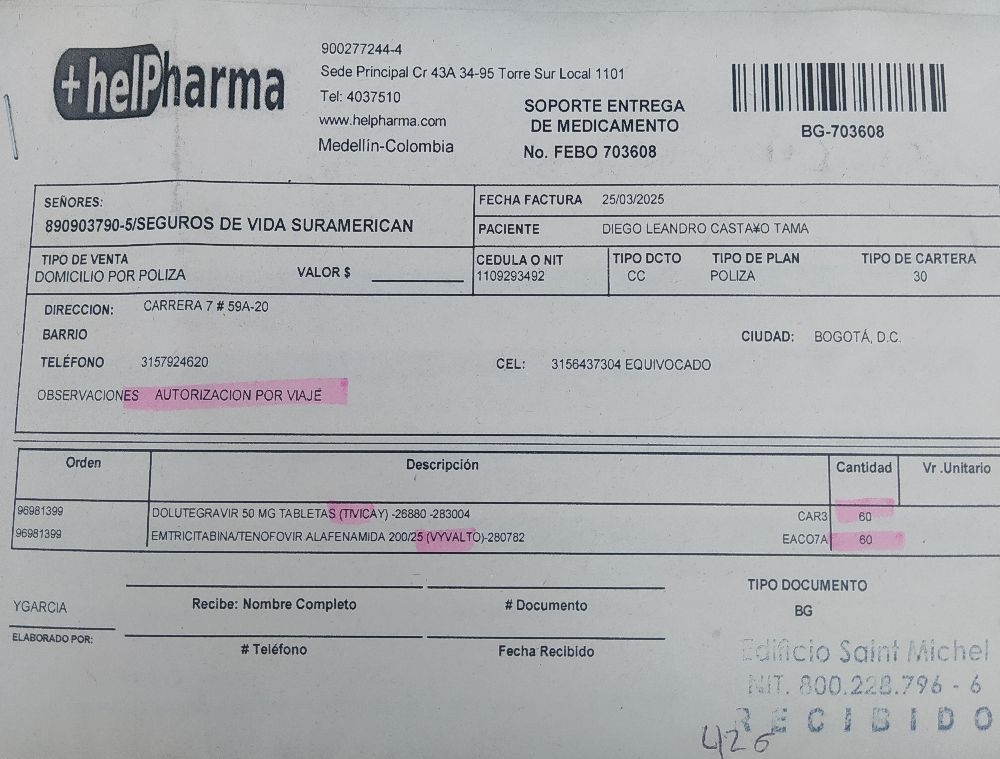 +helPharma
900277244-4
Sede Principal Cr 43A 34-95 Torre Sur Local 1101
Tel: 4037510
www.helpharma.com
Medellín-Colombia
SOPORTE ENTREGA
DE MEDICAMENTO
No. FEBO 703608
BG-703608
SEÑORES:
890903790-5/SEGUROS DE VIDA SURAMERICAN
FECHA FACTURA 25/03/2025
PACIENTE DIEGO LEANDRO CASTA¥O TAMA
TIPO DE VENTA
DOMICILIO POR POLIZA
VALOR $
CEDULA O NIT
1109293492
TIPO DCTO
CC
TIPO DE PLAN
POLIZA
TIPO DE CARTERA
30
DIRECCION: CARRERA 7 # 59A-20
BARRIO
CIUDAD: BOGOTÁ, D.C.
TELÉFONO 3157924620
CEL: 3156437304 EQUIVOCADO
OBSERVACIONES AUTORIZACION POR VIAJE
Orden Descripción Cantidad Vr .Unitario
96981399 DOLUTEGRAVIR 50 MG TABLETAS (TIVICAY) -26880 -283004 CAR3 60
96981399 EMTRICITABINA/TENOFOVIR ALAFENAMIDA 200/25 (VYVALTO)-280782 EACO7A 60
YGARCIA
ELABORADO POR:
Recibe: Nombre Completo
# Documento
# Teléfono
Fecha Recibido
TIPO DOCUMENTO
BG
Edificio Saint Michel
NIT. 800.228.796 - 6
RECIBIDO
426